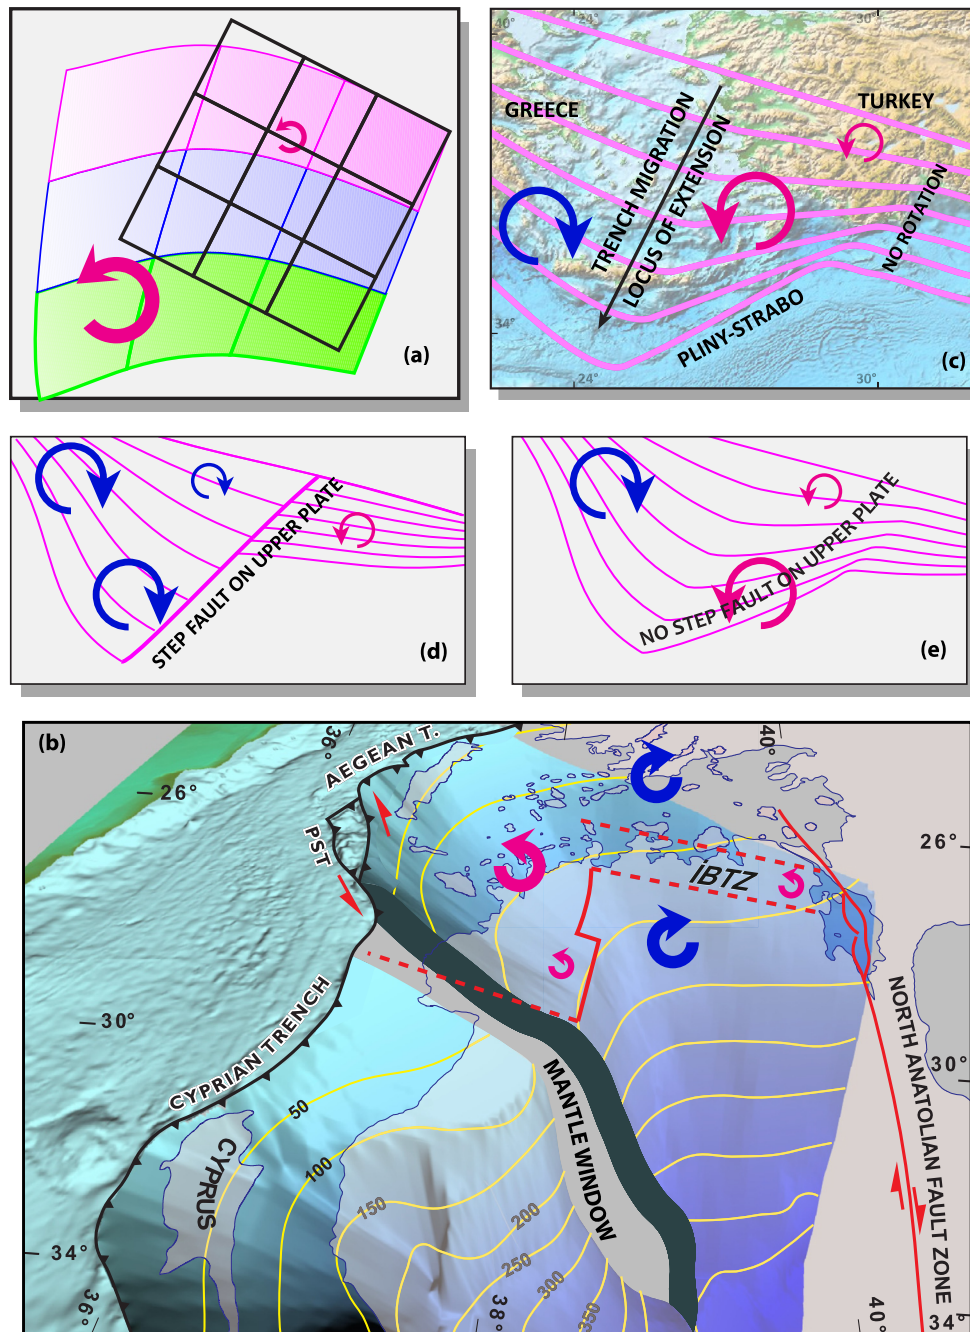 (a)
40°
24°
30°
GREECE
TURKEY
TRENCH MIGRATION
LOCUS OF EXTENSION
NO ROTATION
PLINY-STRABO
34°
24°
30°
(c)
STEP FAULT ON UPPER PLATE
(d)
NO STEP FAULT ON UPPER PLATE
(e)
(b)
36°
AEGEAN T.
40°
26°
PST
26°
İBTZ
30°
CYPRIAN TRENCH
NORTH ANATOLIAN FAULT ZONE
30°
MANTLE WINDOW
50
100
CYPRUS
150
200
250
300
350
34°
36°
38°
40°
34°